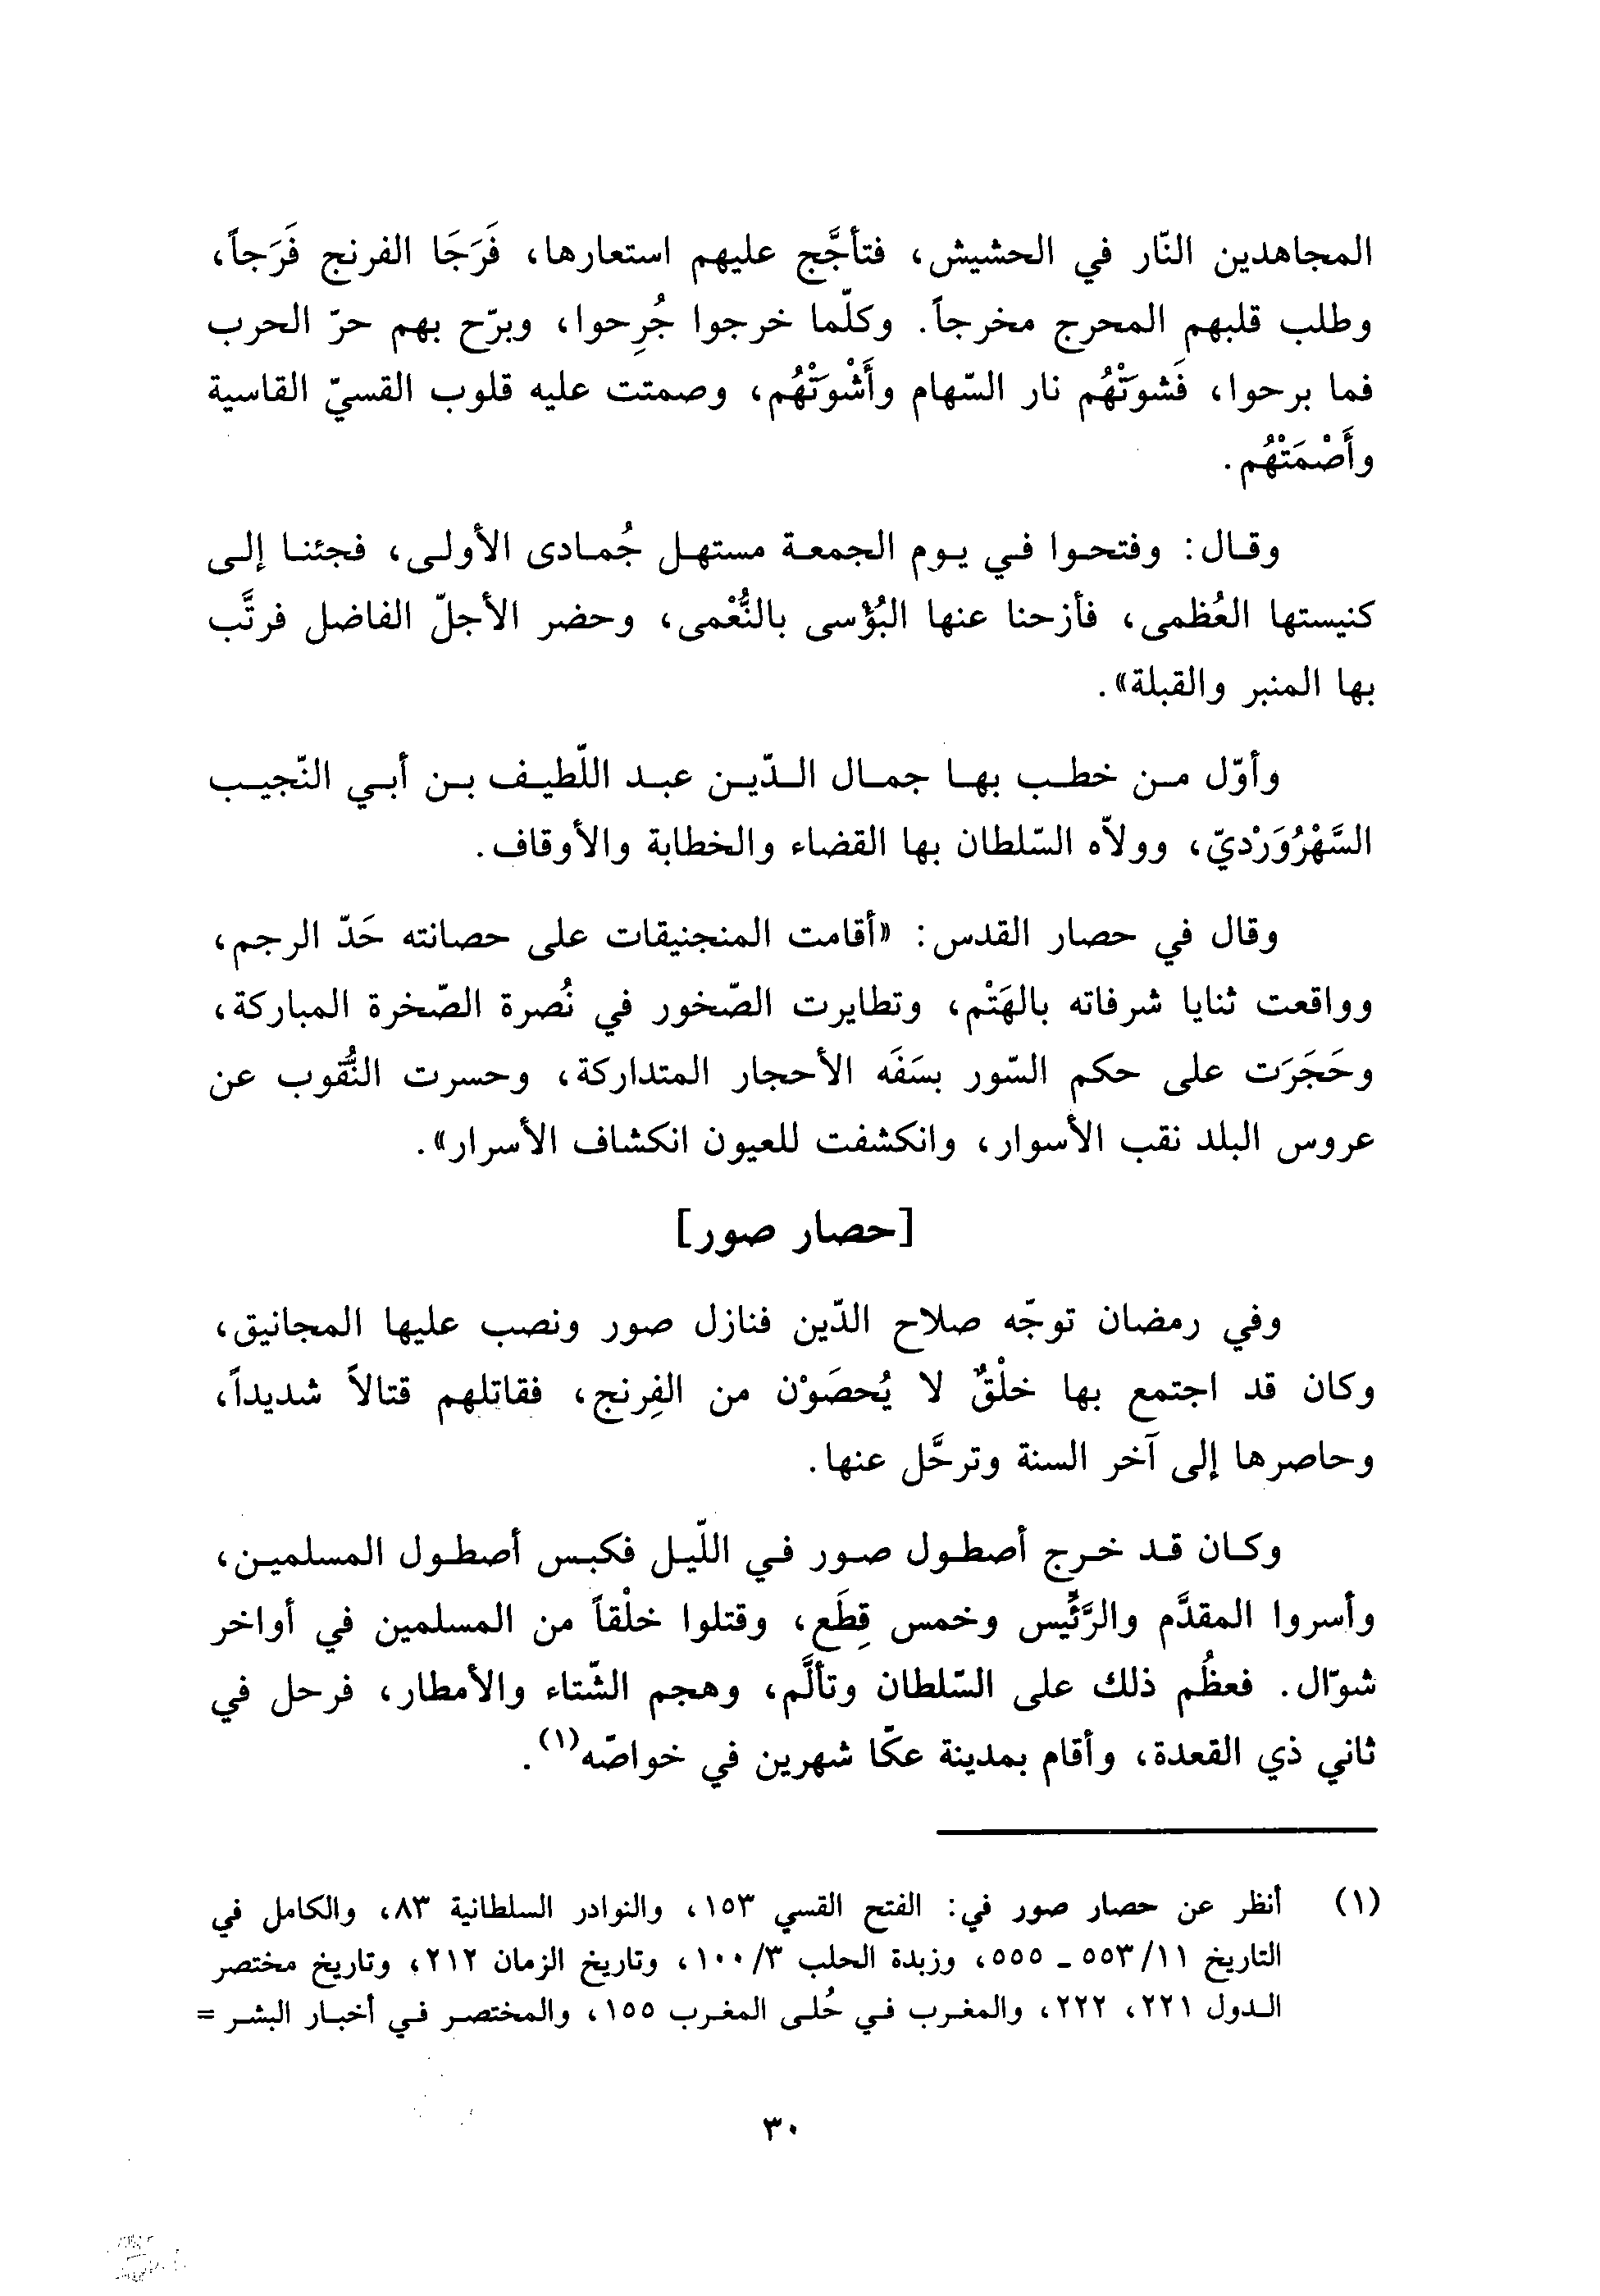 المجاهدين النّار في الحشيش، فتأجَّج عليهم استعارها، فَرَجَا الفرنج فَرَجاً،
وطلب قلبهم المحرج مخرجاً. وكلّما خرجوا جُرِحوا، وبرّح بهم حرّ الحرب
فما برحوا، فَشوَتْهُم نار السّهام وأَشْوَتْهُم، وصمتت عليه قلوب القسيّ القاسية
وأَصْمَتْهُم.
وقال: وفتحوا في يوم الجمعة مستهل جُمادى الأولى، فجئنا إلى
كنيستها العُظمى، فأزحنا عنها البُؤسى بالنُّعْمى، وحضر الأجلّ الفاضل فرتَّب
بها المنبر والقبلة».
وأوّل من خطب بها جمال الدّين عبد اللّطيف بن أبي النّجيب
السَّهْرُوَرْديّ، وولاّه السّلطان بها القضاء والخطابة والأوقاف.
وقال في حصار القدس: «أقامت المنجنيقات على حصانته حَدّ الرجم،
وواقعت ثنايا شرفاته بالهَتْم، وتطايرت الصّخور في نُصرة الصّخرة المباركة،
وحَجَرَت على حكم السّور بسَفَه الأحجار المتداركة، وحسرت النُّقوب عن
عروس البلد نقب الأسوار، وانكشفت للعيون انكشاف الأسرار».
[حصار صور]
وفي رمضان توجّه صلاح الدّين فنازل صور ونصب عليها المجانيق،
وكان قد اجتمع بها خلْقٌ لا يُحصَوْن من الفِرنج، فقاتلهم قتالاً شديداً،
وحاصرها إلى آخر السنة وترحَّل عنها.
وكان قد خرج أصطول صور في اللّيل فكبس أصطول المسلمين،
وأسروا المقدَّم والرَّئِّيس وخمس قِطَع، وقتلوا خلْقاً من المسلمين في أواخر
شوّال. فعظُم ذلك على السّلطان وتألَّم، وهجم الشّتاء والأمطار، فرحل في
ثاني ذي القعدة، وأقام بمدينة عكّا شهرين في خواصّه(١).
(١) أنظر عن حصار صور في: الفتح القسي ١٥٣، والنوادر السلطانية ٨٣، والكامل في
التاريخ ١١/ ٥٥٣ ـ ٥٥٥، وزبدة الحلب ٣/ ١٠٠، وتاريخ الزمان ٢١٢، وتاريخ مختصر
الدول ٢٢١، ٢٢٢، والمغرب في حُلى المغرب ١٥٥، والمختصر في أخبار البشر =
٣٠